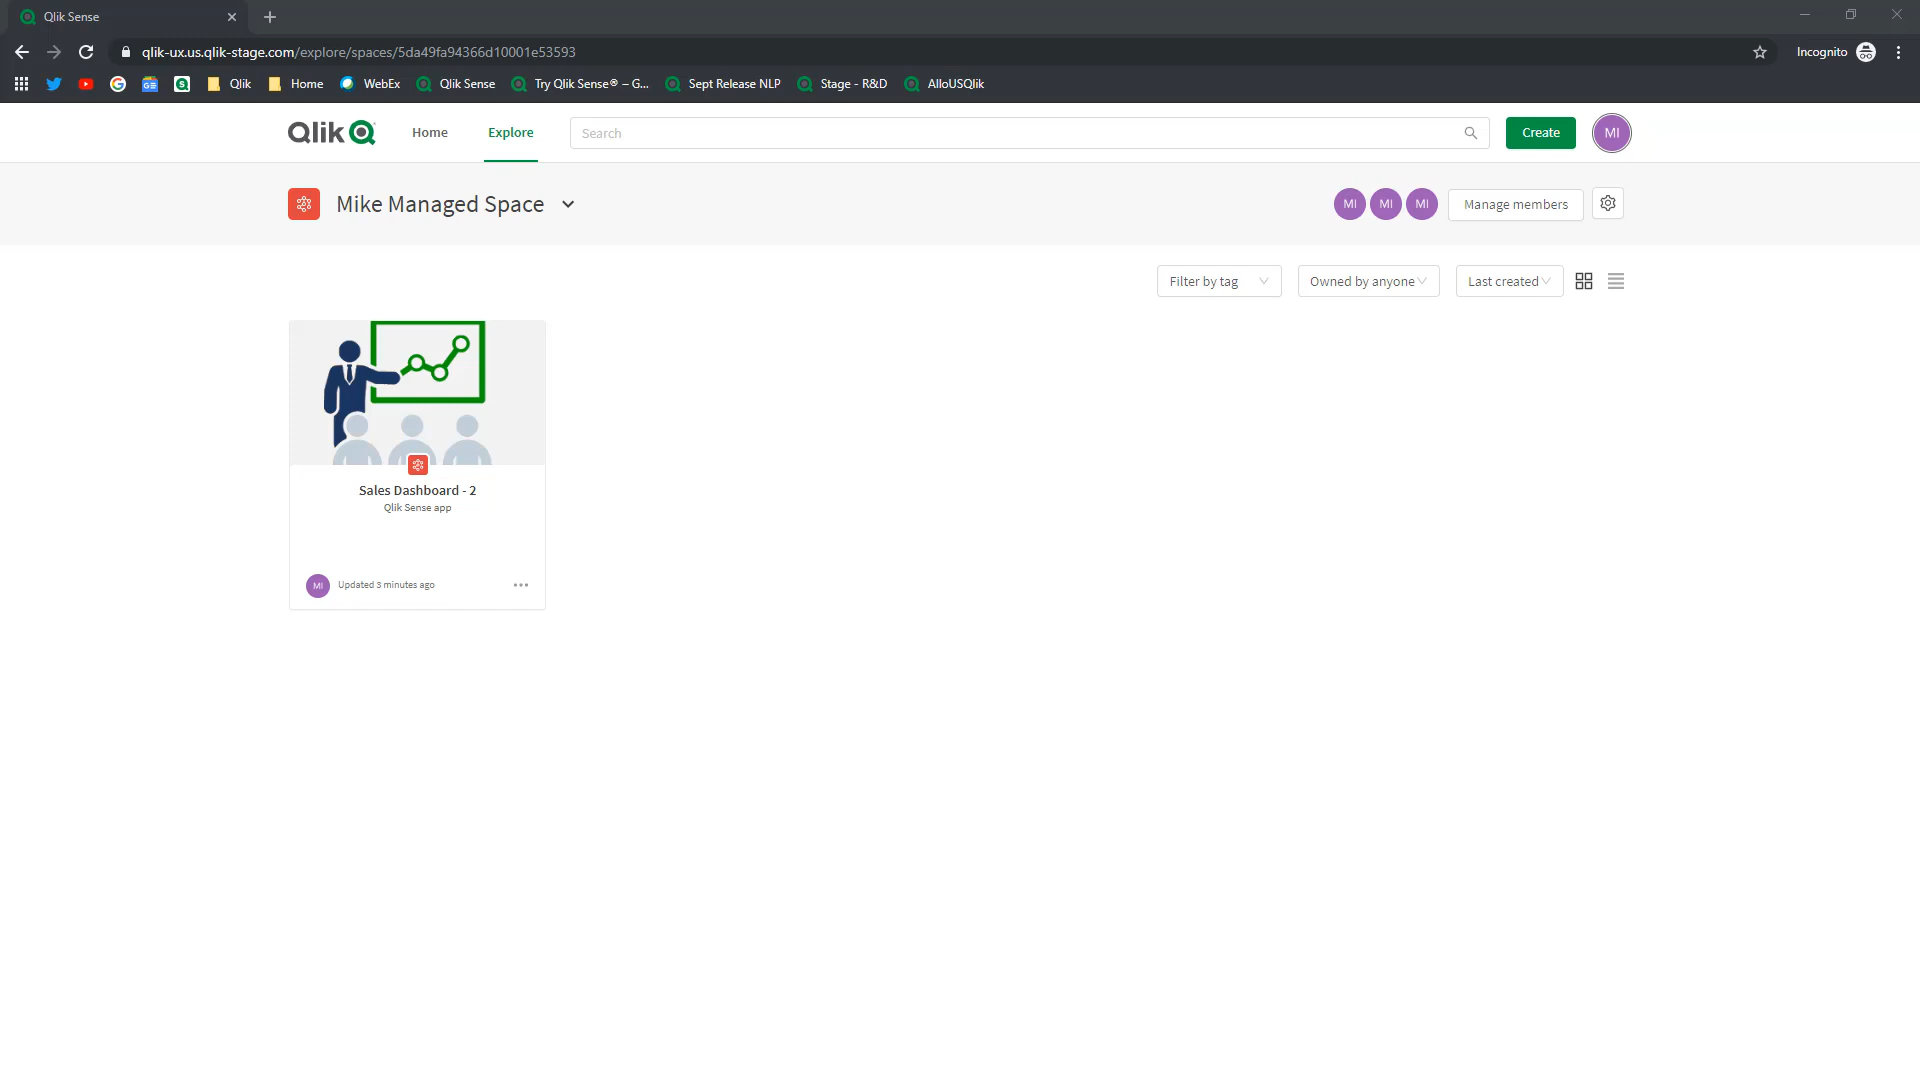 Qlik Sense
qlik-ux.us.qlik-stage.com/explore/spaces/5da49fa94366d10001e53593
Incognito
Qlik Home WebEx Qlik Sense Try Qlik Sense® – G... Sept Release NLP Stage - R&D AlloUSQlik
Qlik Home Explore Search Create MI
Mike Managed Space MI MI MI Manage members
Filter by tag Owned by anyone Last created
Sales Dashboard - 2
Qlik Sense app
MI Updated 3 minutes ago